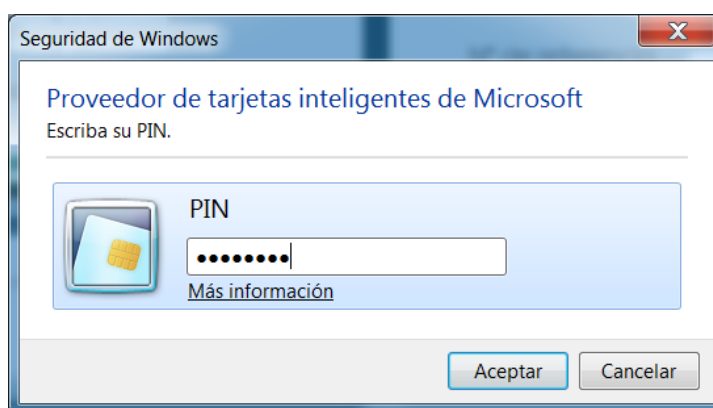 Seguridad de Windows
Proveedor de tarjetas inteligentes de Microsoft
Escriba su PIN.
PIN
●●●●●●●●
Más información
Aceptar
Cancelar